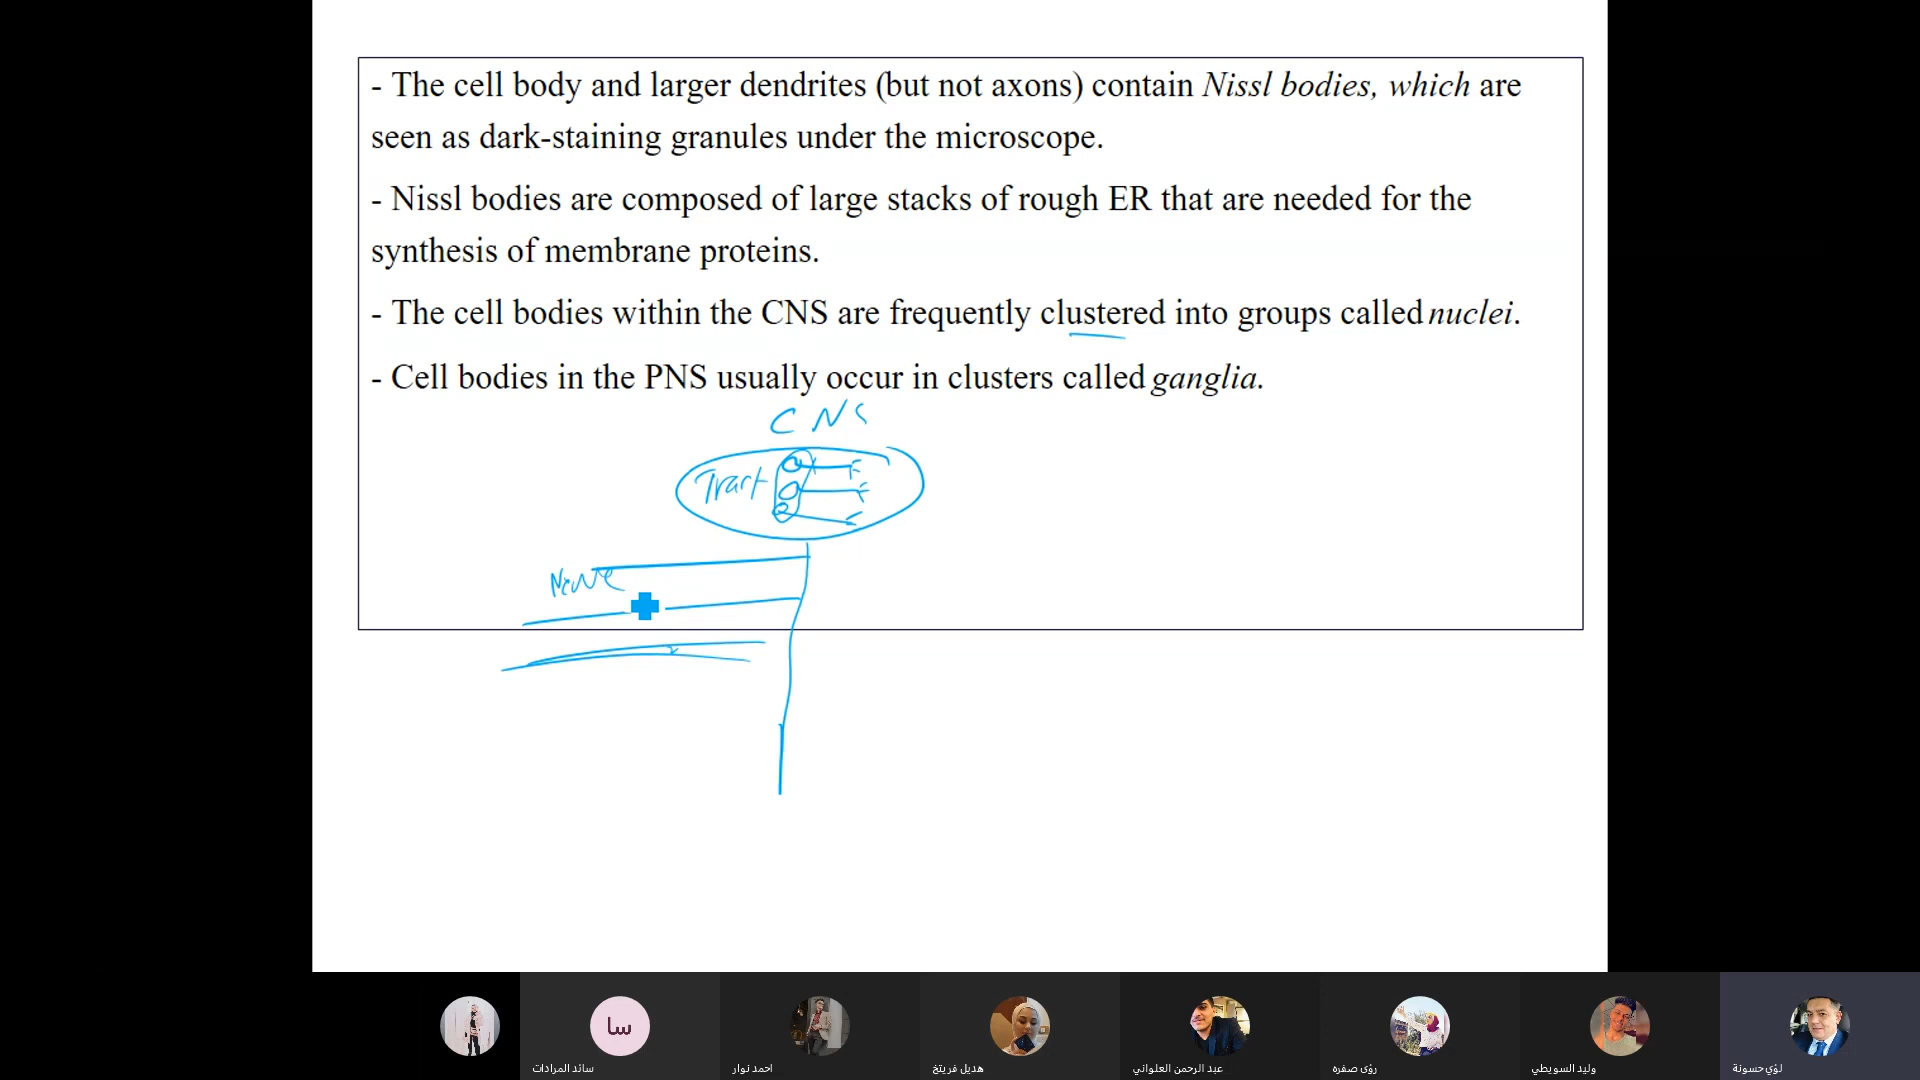 - The cell body and larger dendrites (but not axons) contain Nissl bodies, which are
seen as dark-staining granules under the microscope.
- Nissl bodies are composed of large stacks of rough ER that are needed for the
synthesis of membrane proteins.
- The cell bodies within the CNS are frequently clustered into groups called nuclei.
- Cell bodies in the PNS usually occur in clusters called ganglia.
CNS
Tract
سا
سائد المرادات
احمد نوار
هديل فريتخ
عبد الرحمن العلواني
رؤى صقره
وليد السويطي
لؤي حسونة